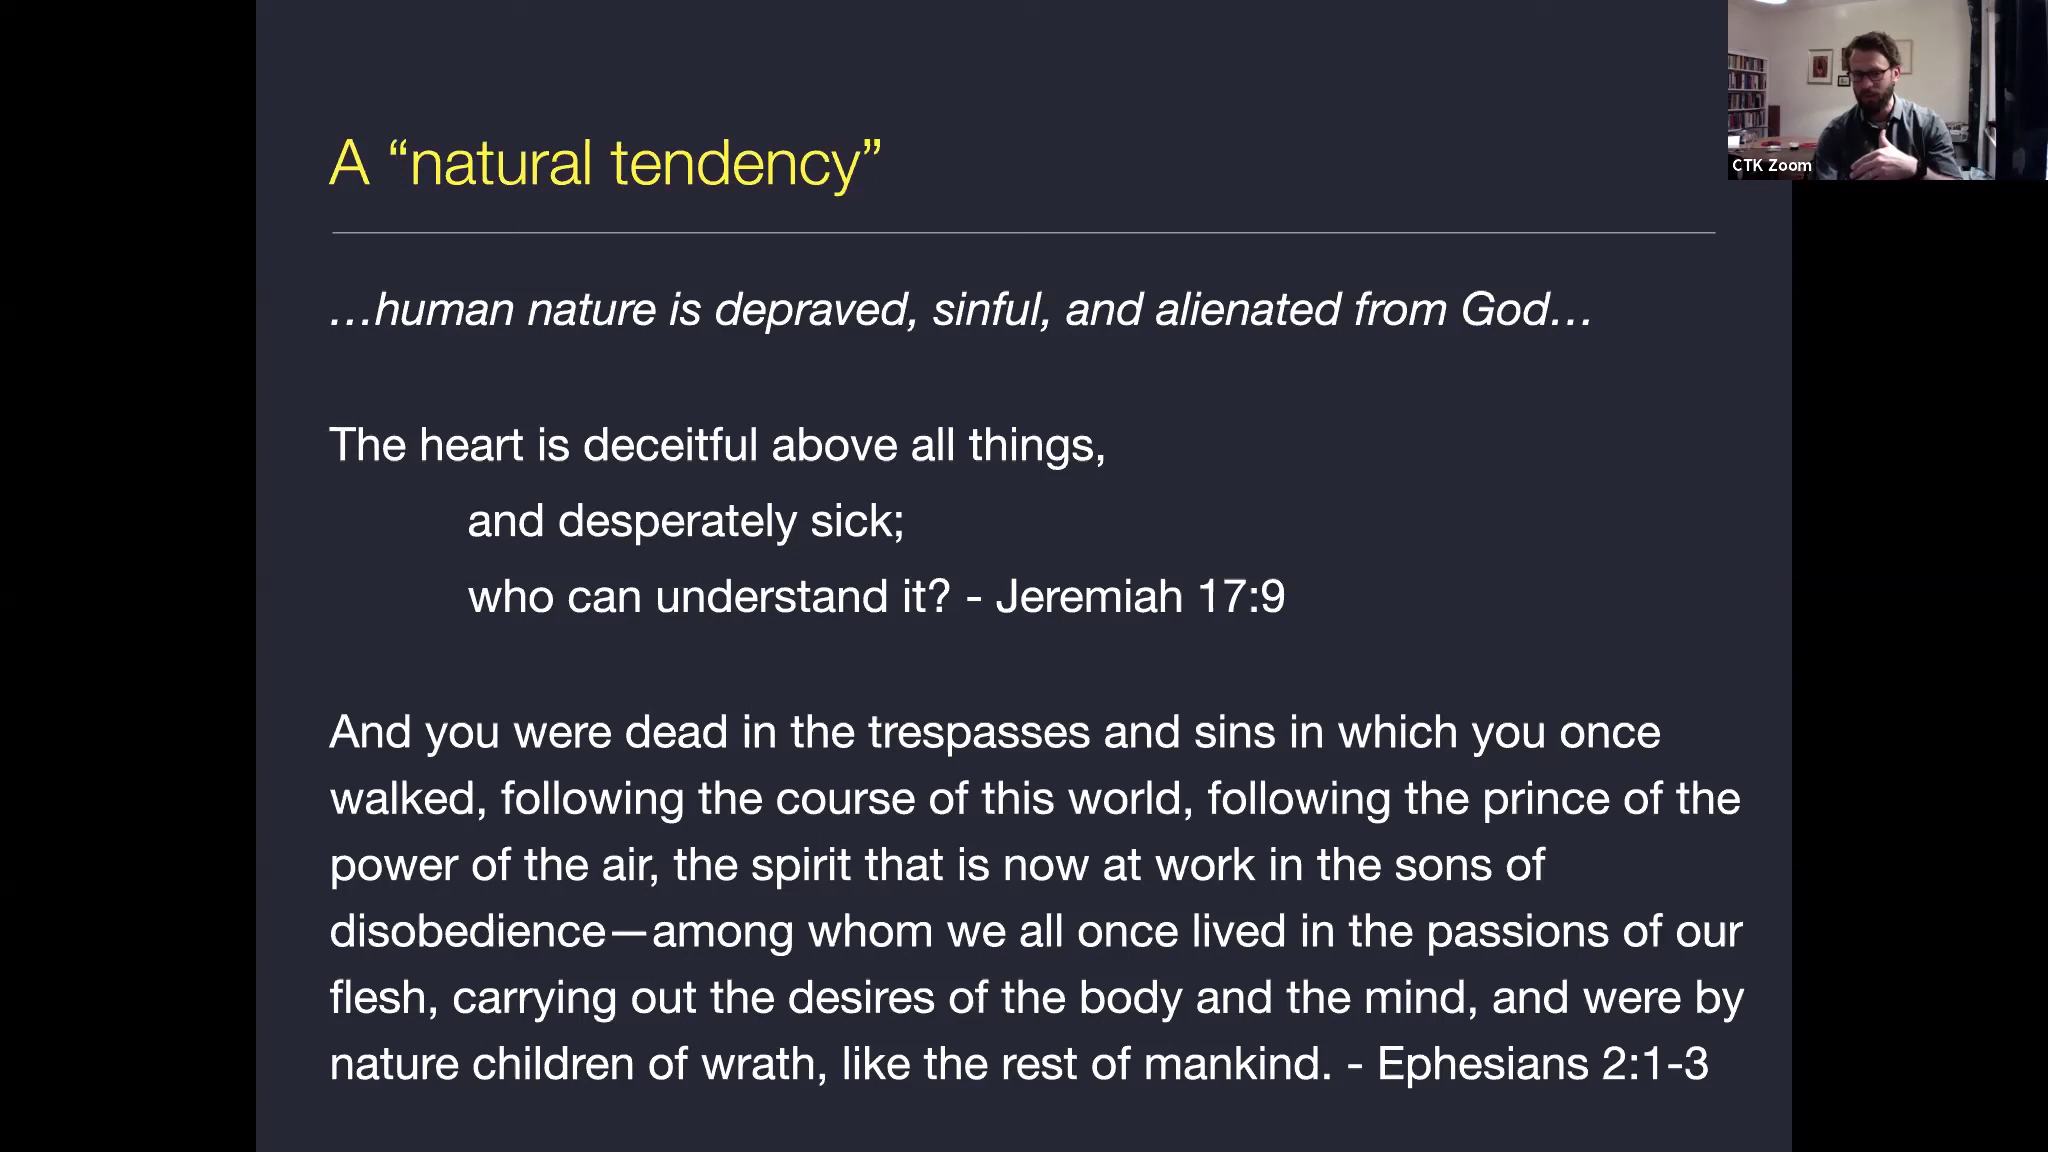 A “natural tendency”
CTK Zoom
…human nature is depraved, sinful, and alienated from God…
The heart is deceitful above all things,
and desperately sick;
who can understand it? - Jeremiah 17:9
And you were dead in the trespasses and sins in which you once
walked, following the course of this world, following the prince of the
power of the air, the spirit that is now at work in the sons of
disobedience—among whom we all once lived in the passions of our
flesh, carrying out the desires of the body and the mind, and were by
nature children of wrath, like the rest of mankind. - Ephesians 2:1-3